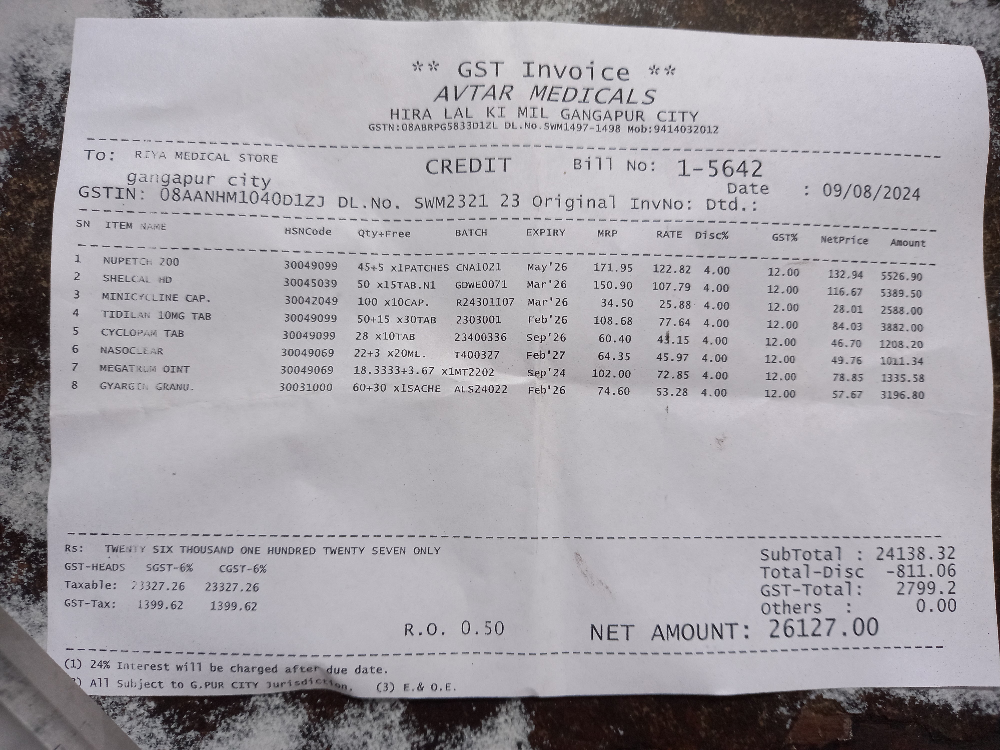 ** GST Invoice **
AVTAR MEDICALS
HIRA LAL KI MIL GANGAPUR CITY
GSTN:08ABRPG5833D1ZL DL.No.SWM1497-1498 Mob:9414032012
To: RIYA MEDICAL STORE CREDIT Bill No: 1-5642
gangapur city Date : 09/08/2024
GSTIN: 08AANHM1040D1ZJ DL.No. SWM2321 23 Original InvNo: Dtd.:
SN ITEM NAME HSNCode Qty+Free BATCH EXPIRY MRP RATE Disc% GST% NetPrice Amount
1 NUPETCH 200 30049099 45+5 x1PATCHES CNA1021 May'26 171.95 122.82 4.00 12.00 132.94 5526.90
2 SHELCAL HD 30045039 50 x15TAB.N1 GDWE0071 Mar'26 150.90 107.79 4.00 12.00 116.67 5389.50
3 MINICYCLINE CAP. 30042049 100 x10CAP. R24301107 Mar'26 34.50 25.88 4.00 12.00 28.01 2588.00
4 TIDILAN 10MG TAB 30049099 50+15 x30TAB 2303001 Feb'26 108.68 77.64 4.00 12.00 84.03 3882.00
5 CYCLOPAM TAB 30049099 28 x10TAB 23400336 Sep'26 60.40 43.15 4.00 12.00 46.70 1208.20
6 NASOCLEAR 30049069 22+3 x20ML. T400327 Feb'27 64.35 45.97 4.00 12.00 49.76 1011.34
7 MEGATRUM OINT 30049069 18.3333+3.67 x1MT2202 Sep'24 102.00 72.85 4.00 12.00 78.85 1335.58
8 GYARGIN GRANU. 30031000 60+30 x1SACHE ALS24022 Feb'26 74.60 53.28 4.00 12.00 57.67 3196.80
Rs: TWENTY SIX THOUSAND ONE HUNDRED TWENTY SEVEN ONLY SubTotal : 24138.32
GST-HEADS SGST-6% CGST-6% Total-Disc -811.06
Taxable: 23327.26 23327.26 GST-Total: 2799.2
GST-Tax: 1399.62 1399.62 Others : 0.00
R.O. 0.50 NET AMOUNT: 26127.00
(1) 24% Interest will be charged after due date.
) All Subject to G.PUR CITY Jurisdiction. (3) E.& O.E.